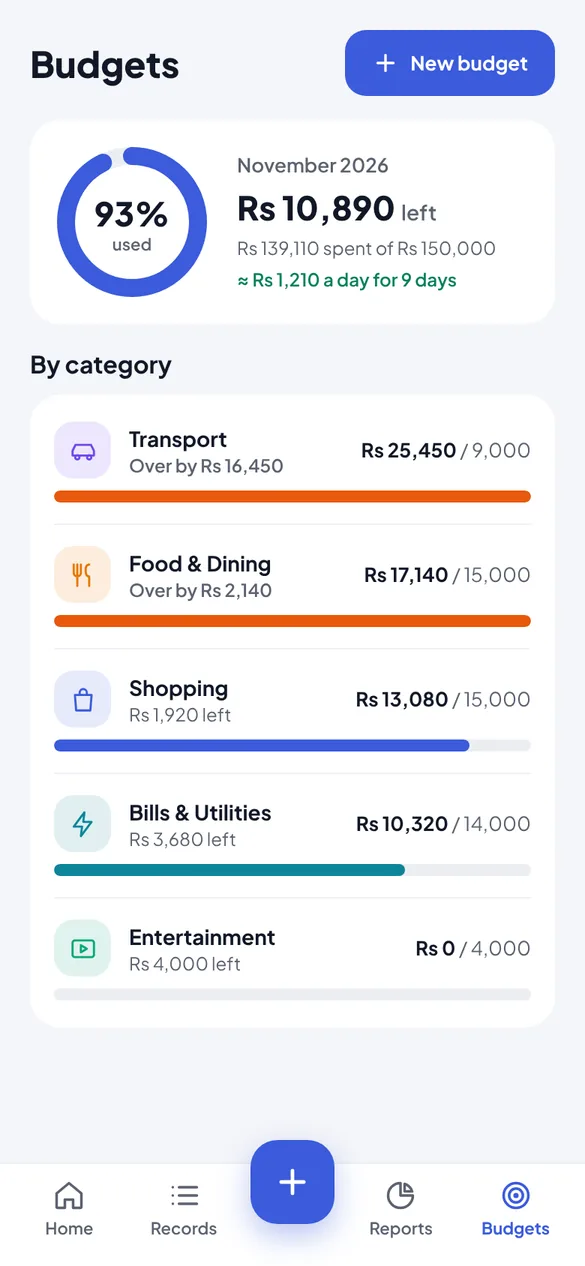 Budgets
New budget
93%
used
November 2026
Rs 10,890 left
Rs 139,110 spent of Rs 150,000
≈ Rs 1,210 a day for 9 days
By category
Transport
Over by Rs 16,450
Rs 25,450 / 9,000
Food & Dining
Over by Rs 2,140
Rs 17,140 / 15,000
Shopping
Rs 1,920 left
Rs 13,080 / 15,000
Bills & Utilities
Rs 3,680 left
Rs 10,320 / 14,000
Entertainment
Rs 4,000 left
Rs 0 / 4,000
Home
Records
Reports
Budgets